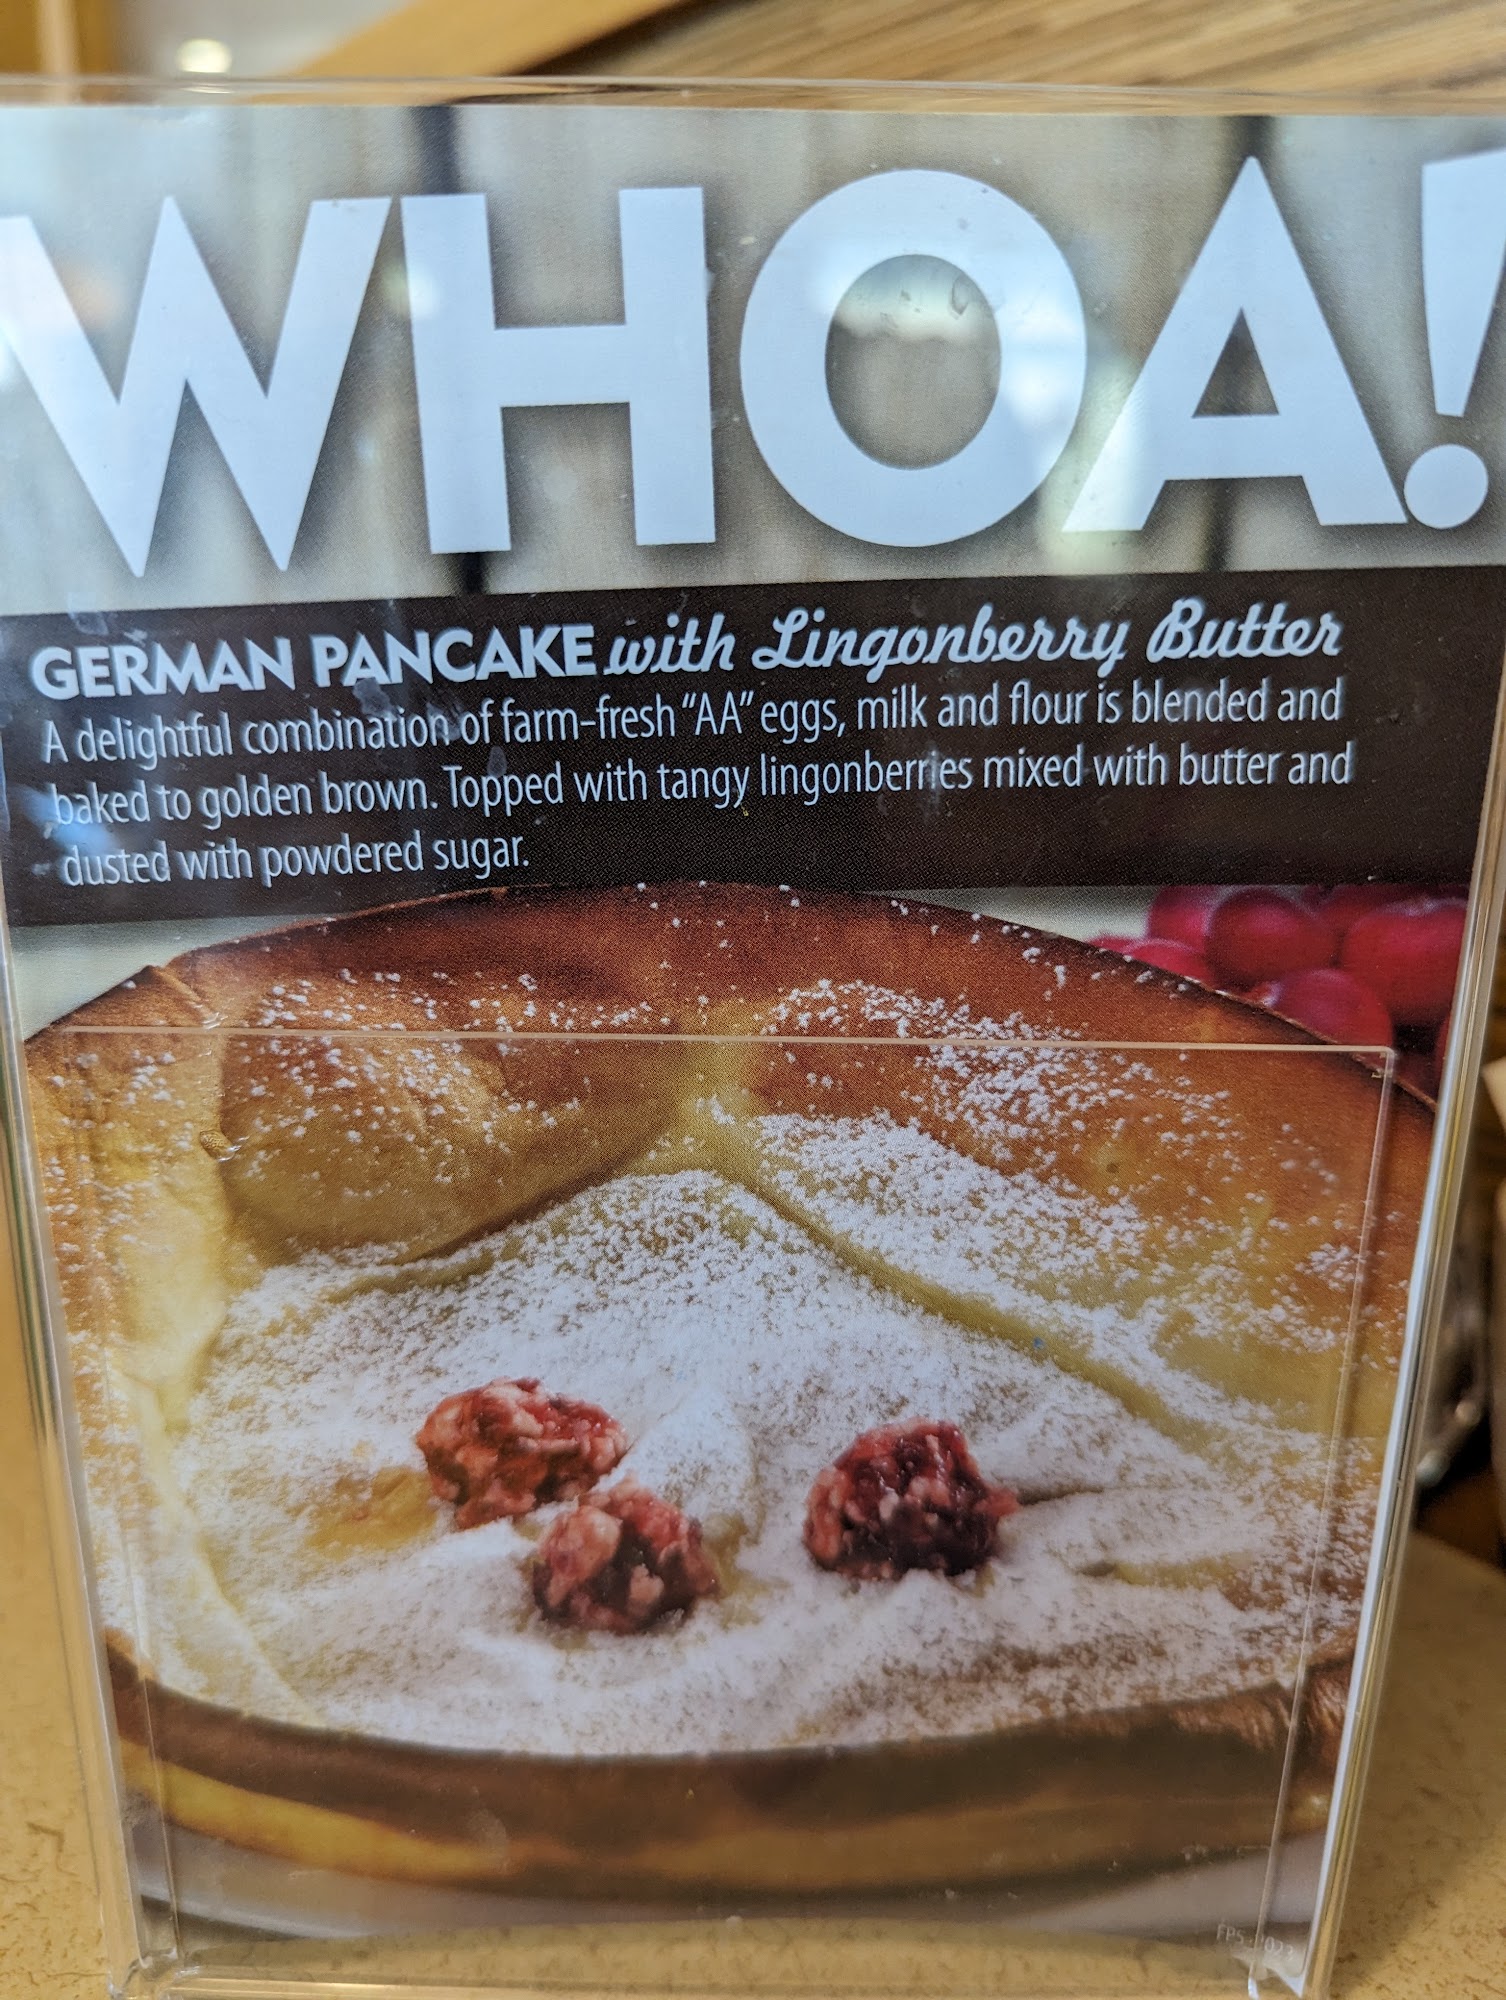 WHOA!
GERMAN PANCAKE with Lingonberry Butter
A delightful combination of farm-fresh "AA" eggs, milk and flour is blended and
baked to golden brown. Topped with tangy lingonberries mixed with butter and
dusted with powdered sugar.